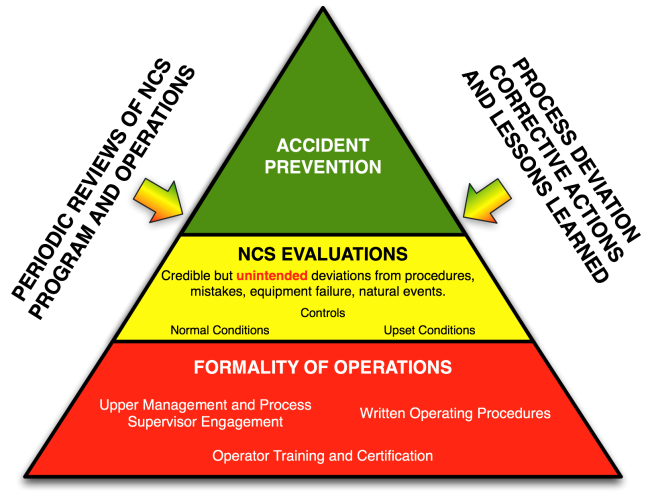 PERIODIC REVIEWS OF NCS
PROGRAM AND OPERATIONS
PROCESS DEVIATION
CORRECTIVE ACTIONS
AND LESSONS LEARNED
ACCIDENT
PREVENTION
NCS EVALUATIONS
Credible but unintended deviations from procedures,
mistakes, equipment failure, natural events.
Controls
Normal Conditions
Upset Conditions
FORMALITY OF OPERATIONS
Upper Management and Process
Supervisor Engagement
Written Operating Procedures
Operator Training and Certification